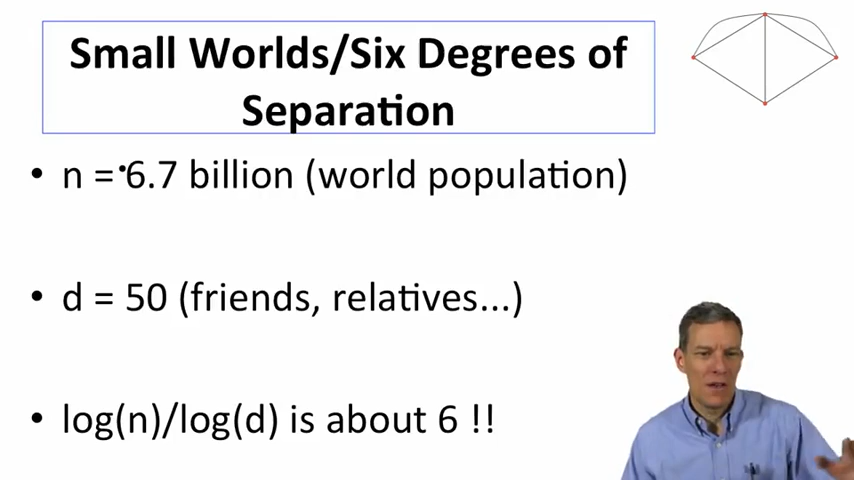 Small Worlds/Six Degrees of
Separation
• n = 6.7 billion (world population)
• d = 50 (friends, relatives...)
• log(n)/log(d) is about 6 !!